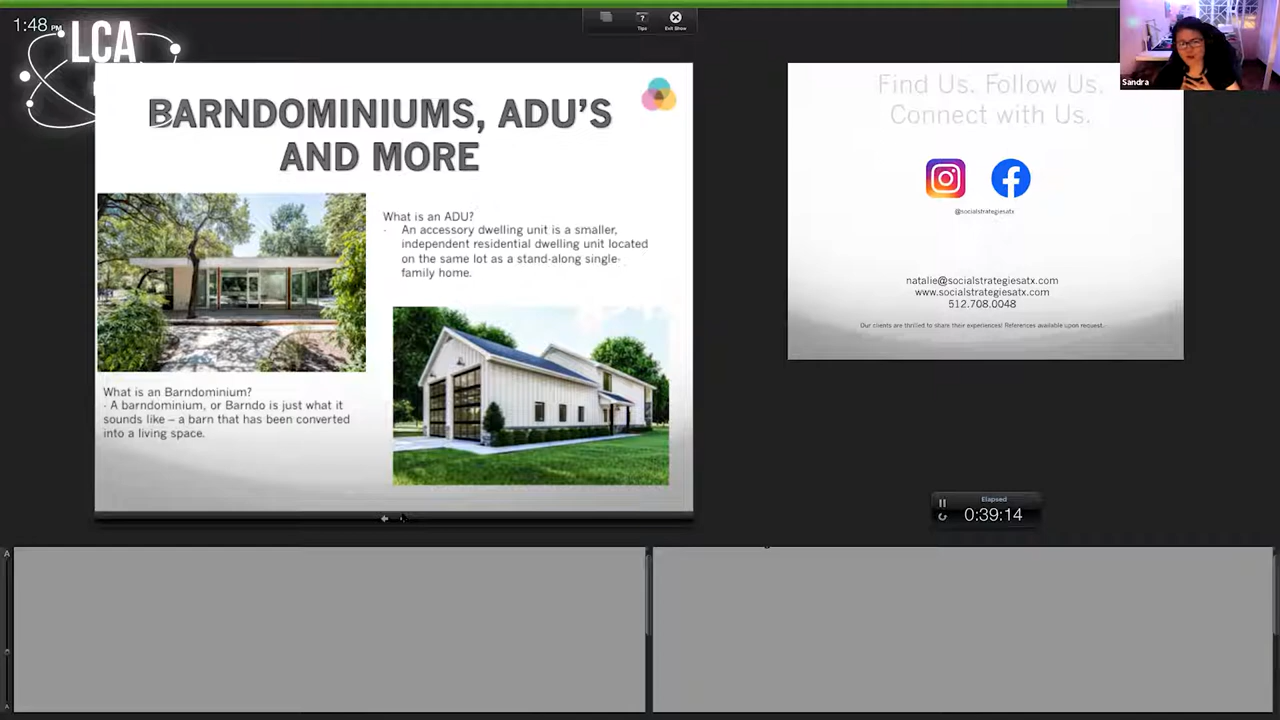 1:48 PM
LCA
Tips
Exit Show
Sandra
BARNDOMINIUMS, ADU'S
AND MORE
What is an ADU?
· An accessory dwelling unit is a smaller,
independent residential dwelling unit located
on the same lot as a stand-along single-
family home.
What is an Barndominium?
- A barndominium, or Barndo is just what it
sounds like – a barn that has been converted
into a living space.
Find Us. Follow Us.
Connect with Us.
@socialstrategiesatx
natalie@socialstrategiesatx.com
www.socialstrategiesatx.com
512.708.0048
Our clients are thrilled to share their experiences! References available upon request.
Elapsed
0:39:14
A
A